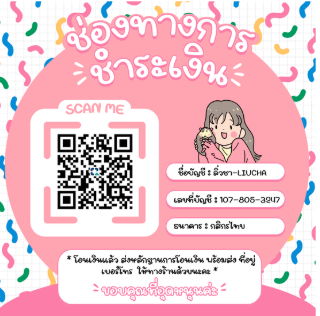 ช่องทางการ
ชำระเงิน
SCAN ME
ชื่อบัญชี : ลิ่วชา-LIUCHA
เลขที่บัญชี : 107-805-3247
ธนาคาร : กสิกรไทย
* โอนเงินแล้ว ส่งหลักฐานการโอนเงิน พร้อมส่ง ที่อยู่
เบอร์โทร ให้ทางร้านด้วยนะคะ *
ขอบคุณที่อุดหนุนค่ะ